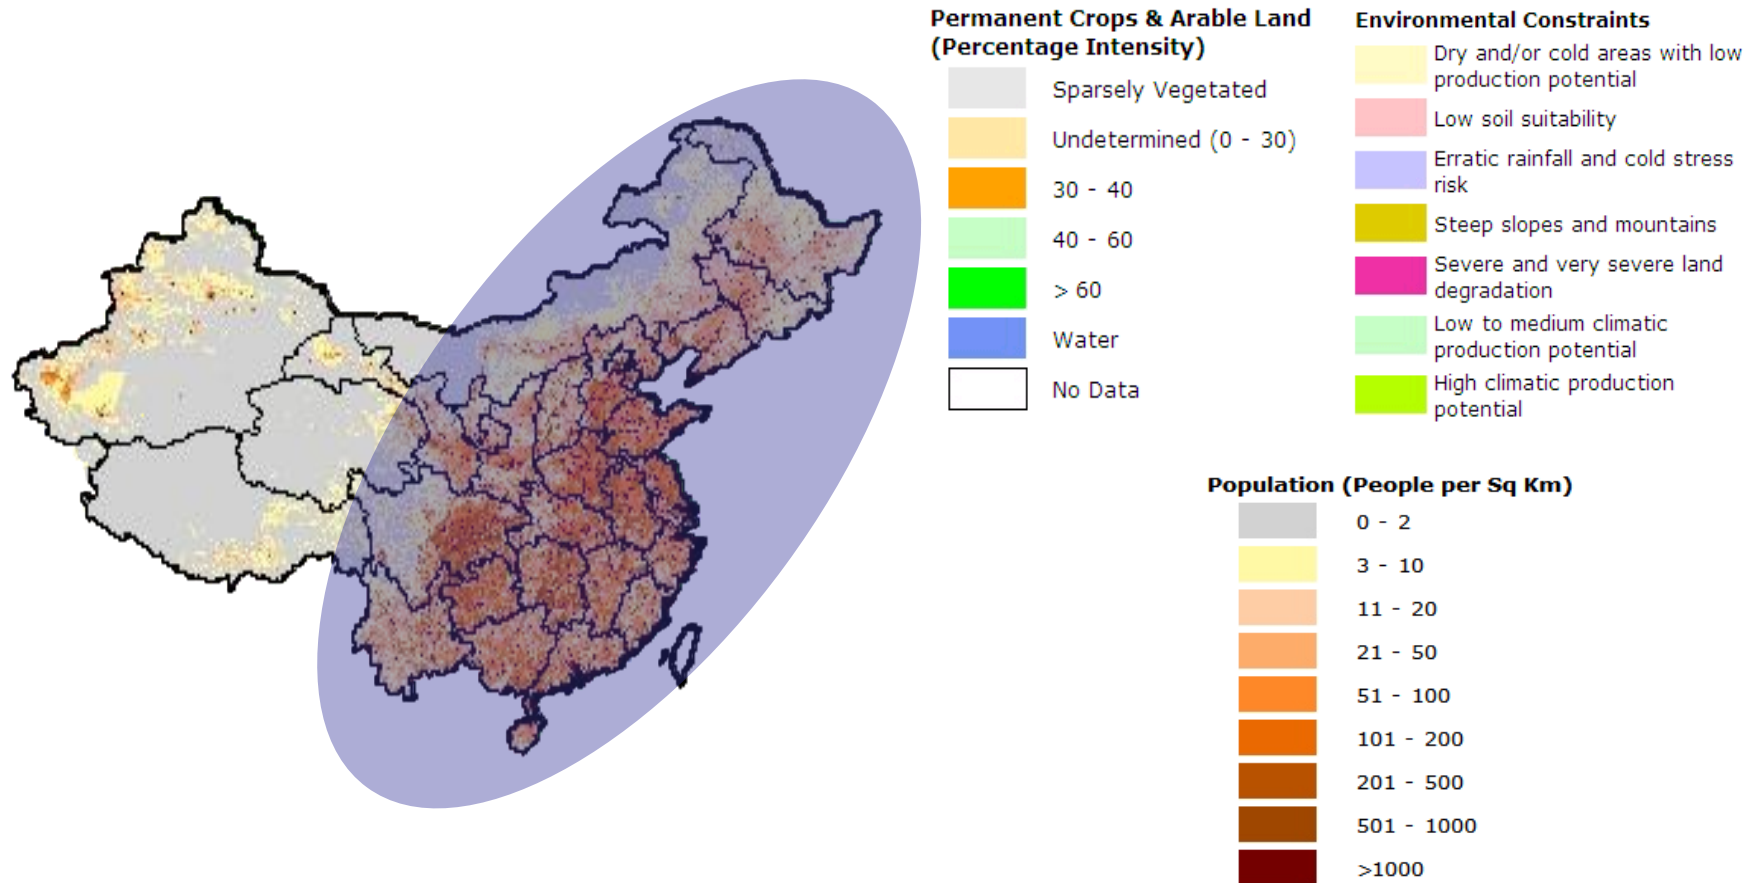 Permanent Crops & Arable Land
(Percentage Intensity)
Sparsely Vegetated
Undetermined (0 - 30)
30 - 40
40 - 60
> 60
Water
No Data
Environmental Constraints
Dry and/or cold areas with low
production potential
Low soil suitability
Erratic rainfall and cold stress
risk
Steep slopes and mountains
Severe and very severe land
degradation
Low to medium climatic
production potential
High climatic production
potential
Population (People per Sq Km)
0 - 2
3 - 10
11 - 20
21 - 50
51 - 100
101 - 200
201 - 500
501 - 1000
>1000